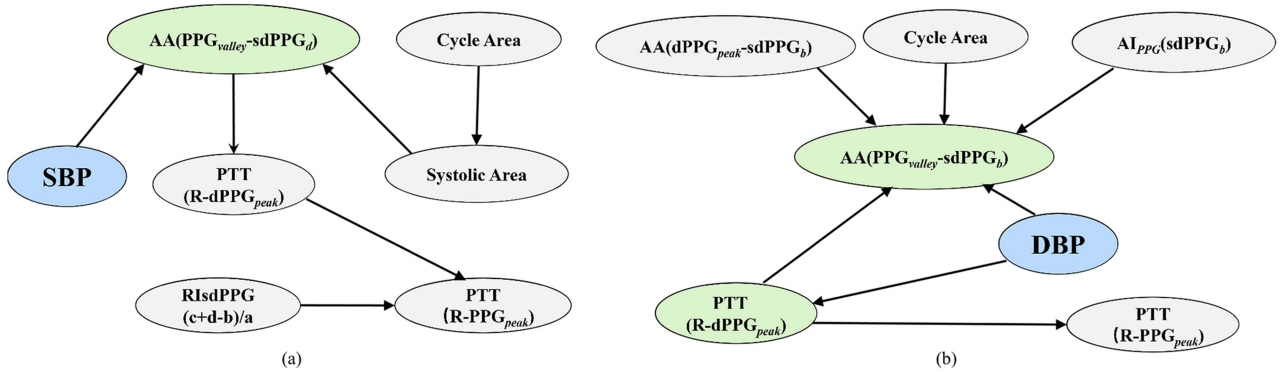 AA(PPGvalley-sdPPGd)
Cycle Area
SBP
PTT
(R-dPPGpeak)
Systolic Area
RIsdPPG
(c+d-b)/a
PTT
(R-PPGpeak)
(a)
AA(dPPGpeak-sdPPGb)
Cycle Area
AIPPG(sdPPGb)
AA(PPGvalley-sdPPGb)
DBP
PTT
(R-dPPGpeak)
PTT
(R-PPGpeak)
(b)